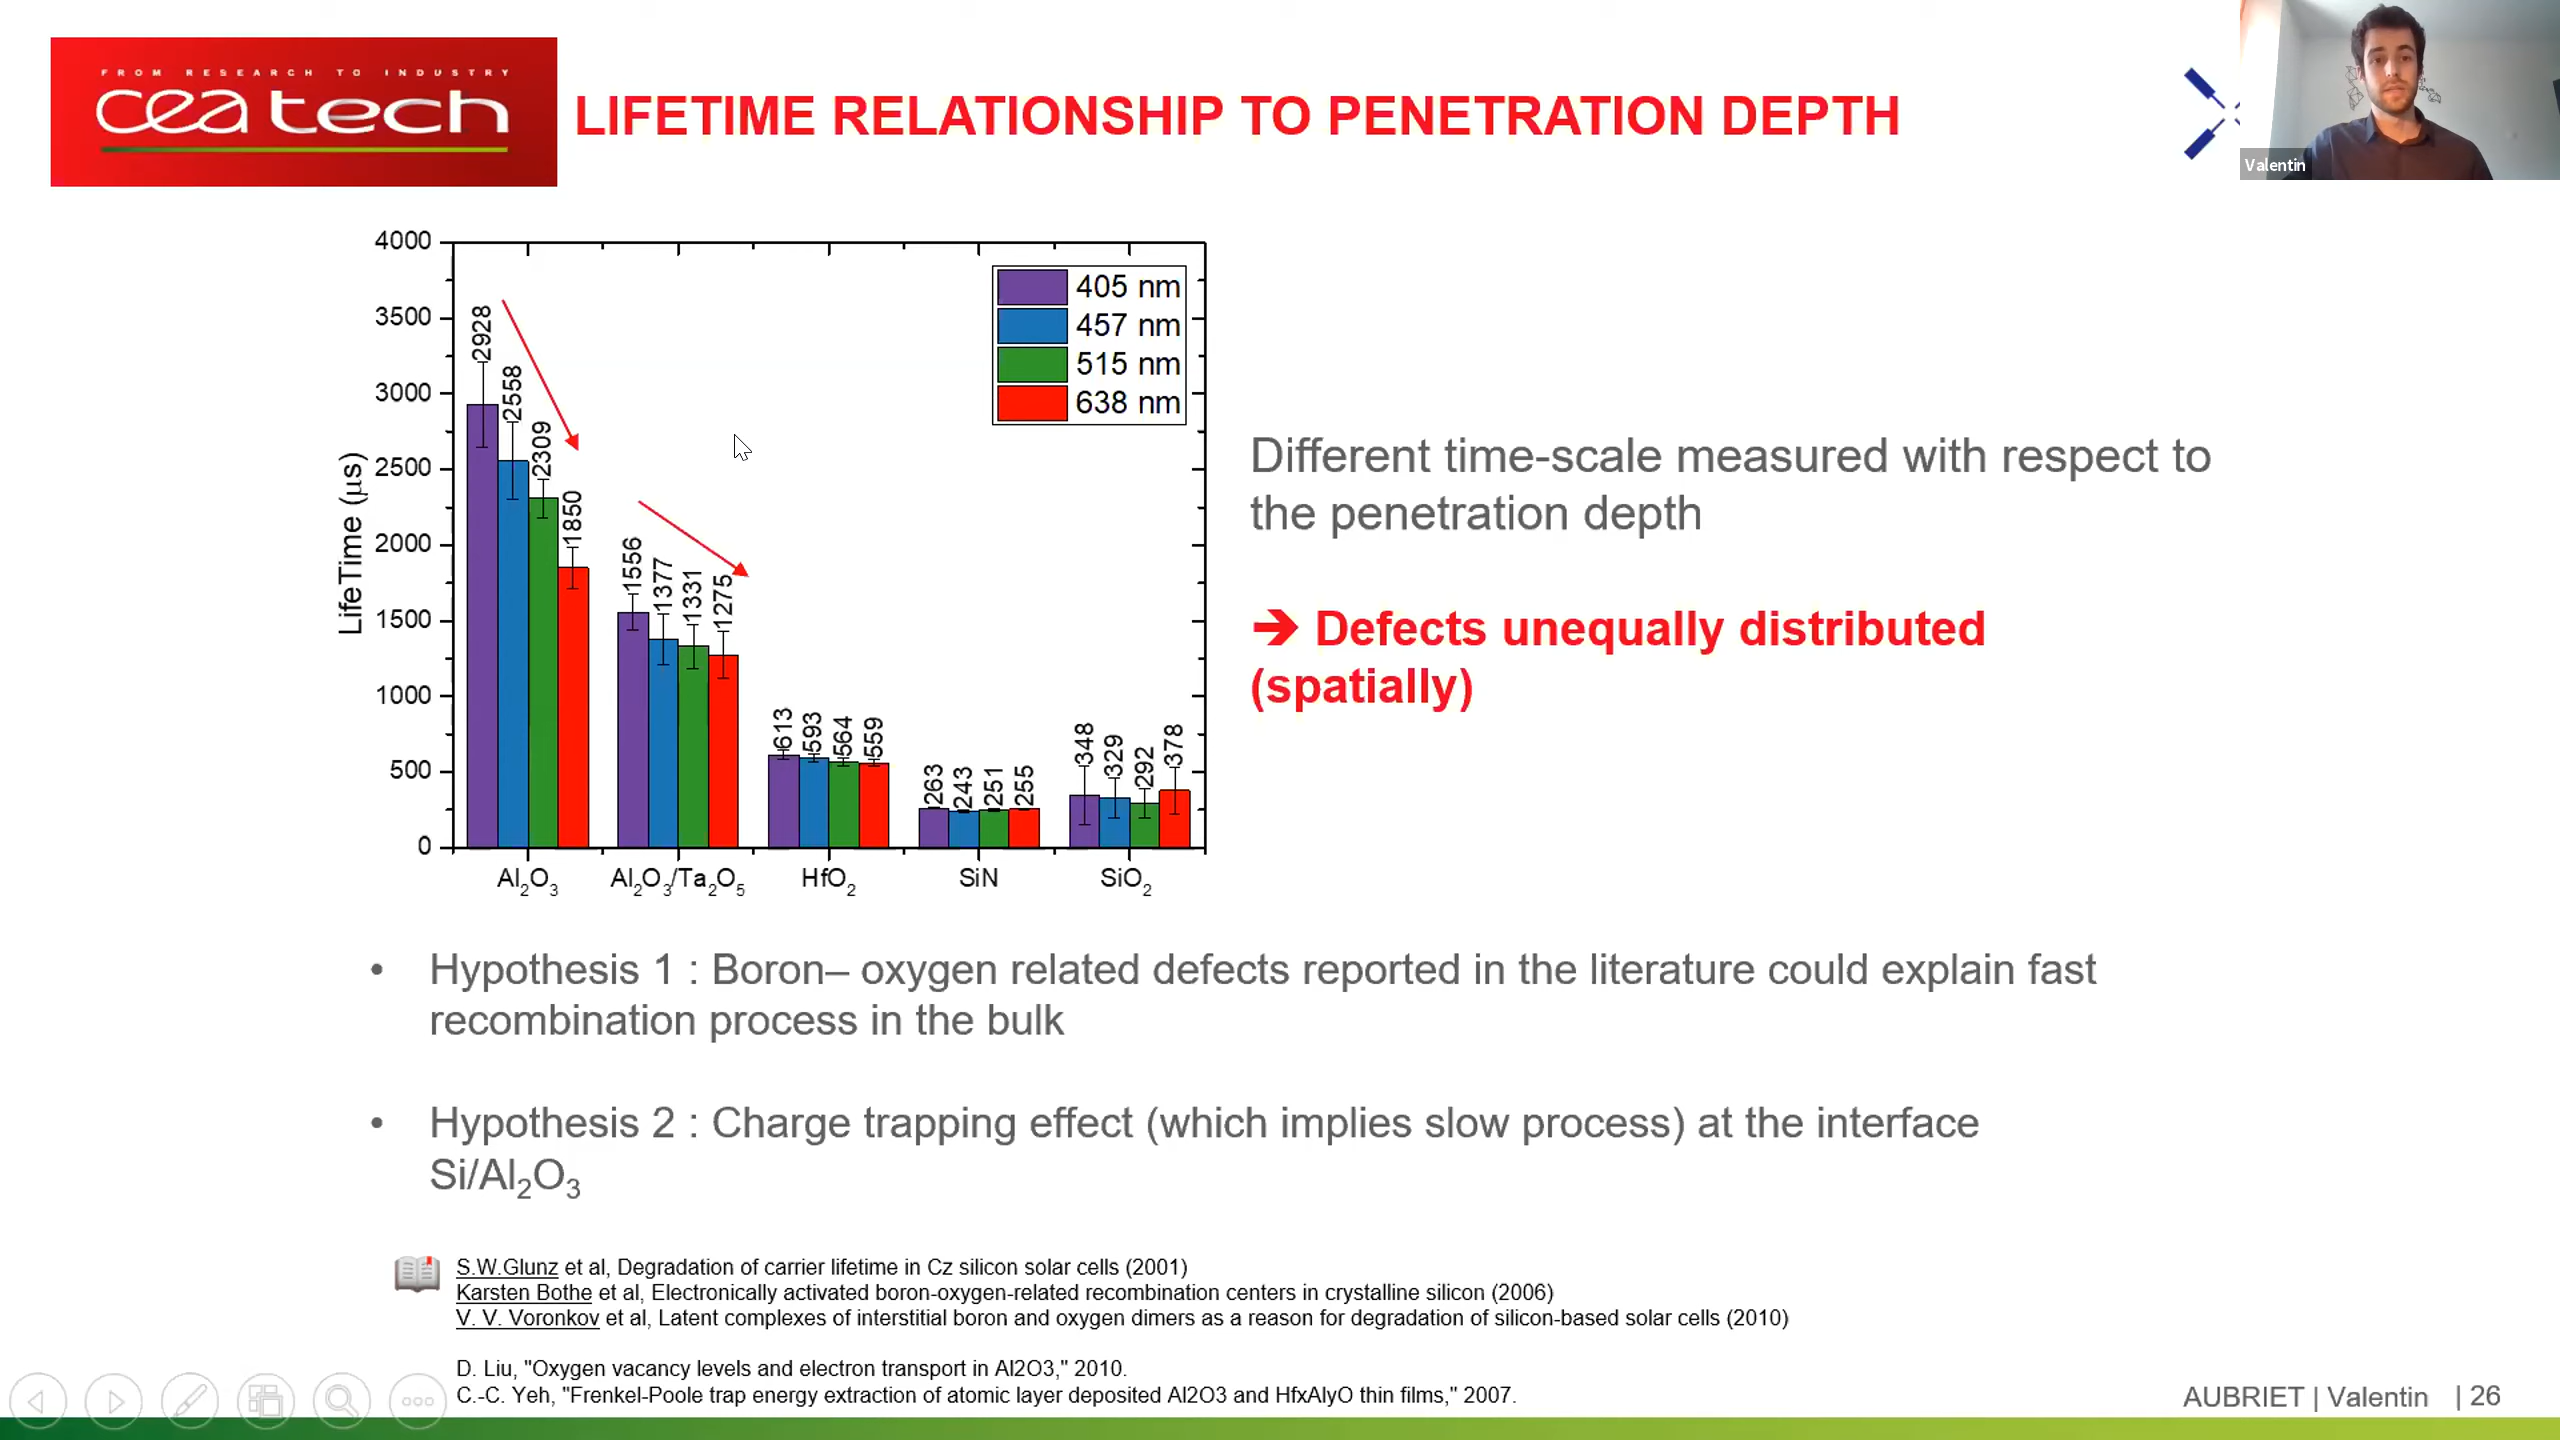 FROM RESEARCH TO INDUSTRY
cea tech
LIFETIME RELATIONSHIP TO PENETRATION DEPTH
Valentin
4000
3500
3000
2500
2000
1500
1000
500
0
LifeTime (µs)
2928
2558
2309
1850
1556
1377
1331
1275
613
593
564
559
263
243
251
255
348
329
292
378
405 nm
457 nm
515 nm
638 nm
Al₂O₃
Al₂O₃/Ta₂O₅
HfO₂
SiN
SiO₂
Different time-scale measured with respect to
the penetration depth
➔ Defects unequally distributed
(spatially)
• Hypothesis 1 : Boron– oxygen related defects reported in the literature could explain fast
recombination process in the bulk
• Hypothesis 2 : Charge trapping effect (which implies slow process) at the interface
Si/Al₂O₃
S.W.Glunz et al, Degradation of carrier lifetime in Cz silicon solar cells (2001)
Karsten Bothe et al, Electronically activated boron-oxygen-related recombination centers in crystalline silicon (2006)
V. V. Voronkov et al, Latent complexes of interstitial boron and oxygen dimers as a reason for degradation of silicon-based solar cells (2010)
D. Liu, "Oxygen vacancy levels and electron transport in Al2O3," 2010.
C.-C. Yeh, "Frenkel-Poole trap energy extraction of atomic layer deposited Al2O3 and HfxAlyO thin films," 2007.
AUBRIET | Valentin | 26